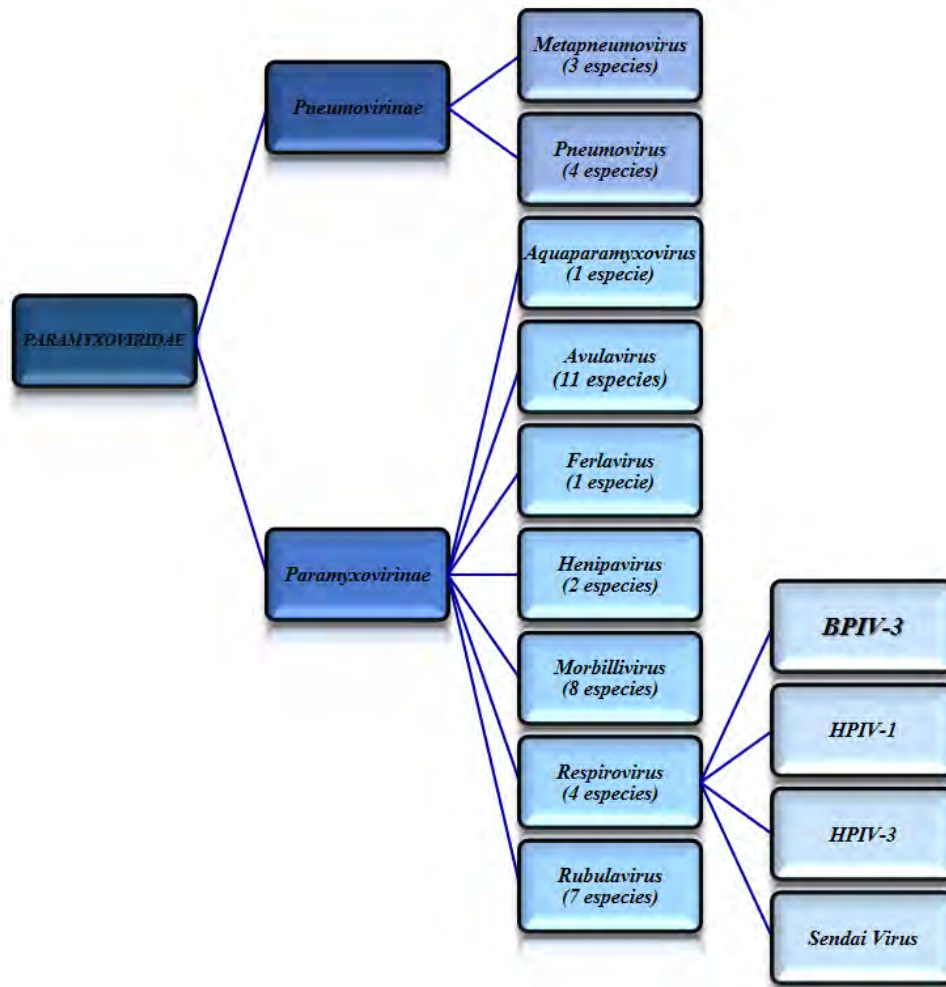 Metapneumovirus
(3 especies)
Pneumovirinae
Pneumovirus
(4 especies)
Aquaparamyxovirus
(1 especie)
PARAMYXOVIRIDAE
Avulavirus
(11 especies)
Ferlavirus
(1 especie)
Paramyxovirinae
Henipavirus
(2 especies)
Morbillivirus
(8 especies)
Respirovirus
(4 especies)
Rubulavirus
(7 especies)
BPIV-3
HPIV-1
HPIV-3
Sendai Virus